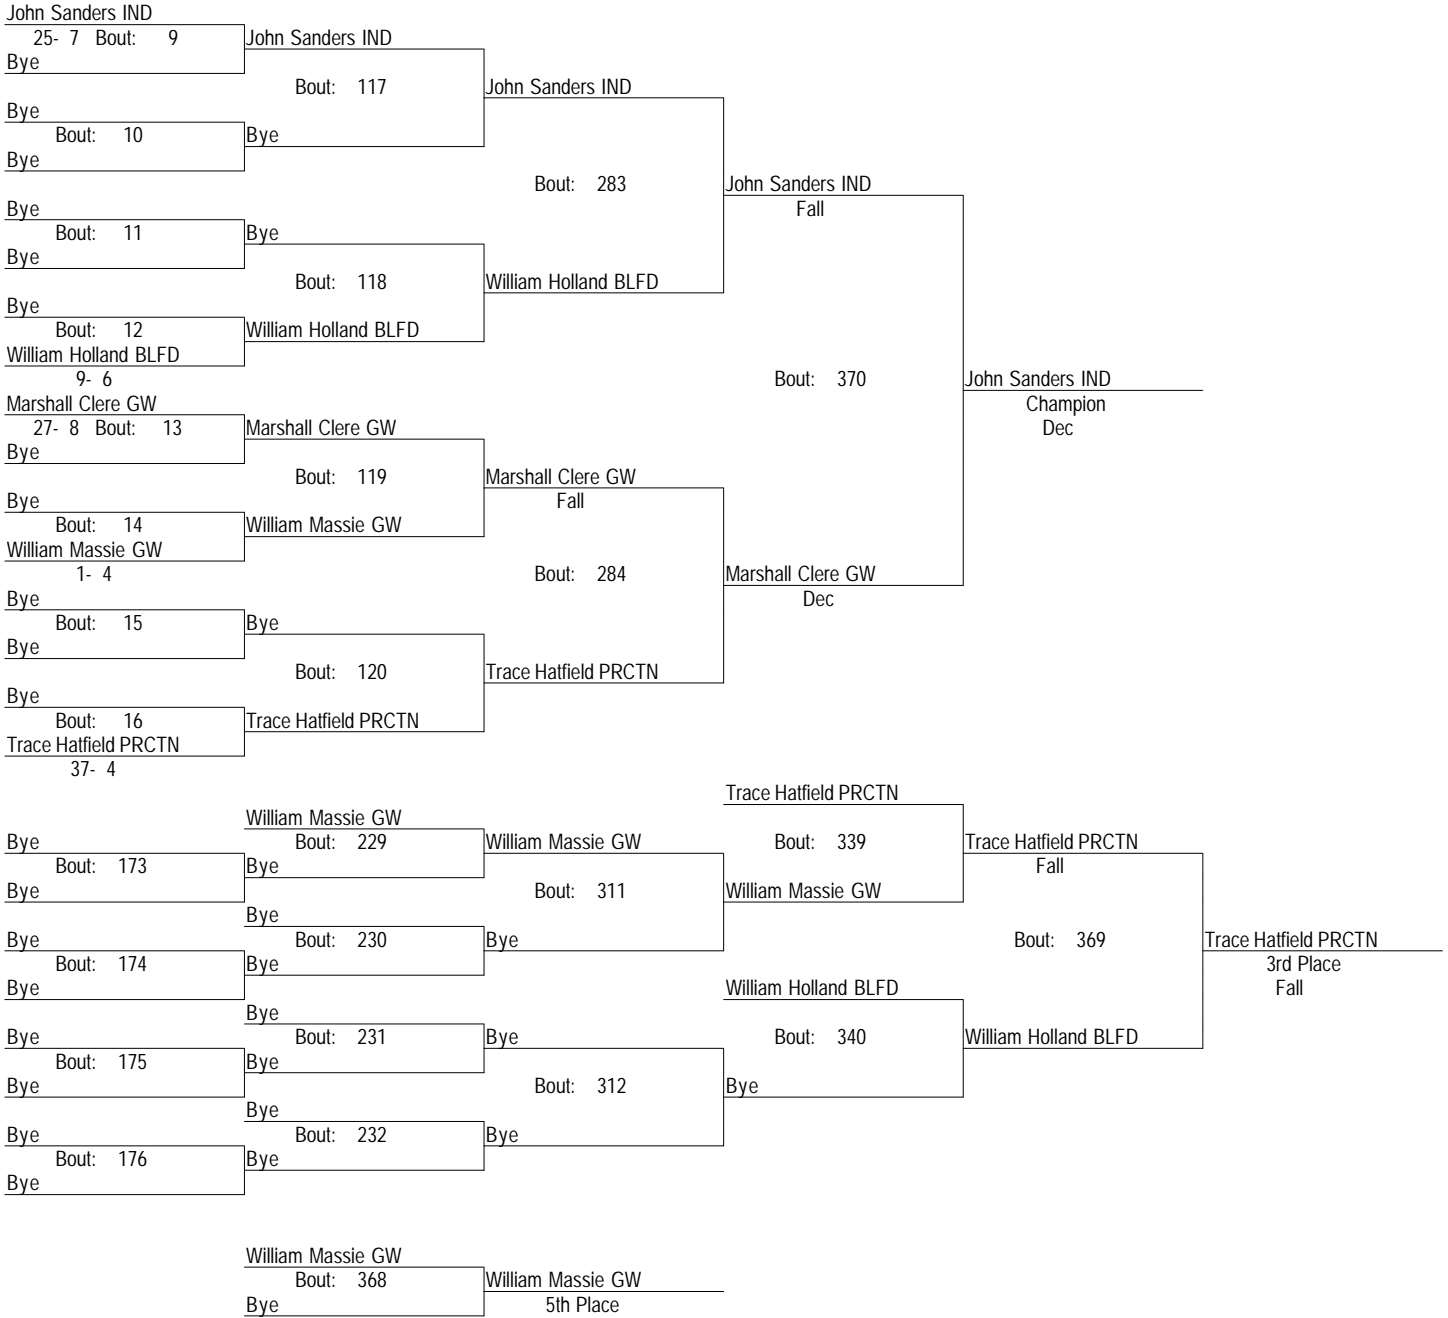 John Sanders IND
25- 7 Bout: 9 John Sanders IND
Bye
Bout: 117 John Sanders IND
Bye
Bout: 10 Bye
Bye
Bout: 283 John Sanders IND
Bye Fall
Bout: 11 Bye
Bye
Bout: 118 William Holland BLFD
Bye
Bout: 12 William Holland BLFD
William Holland BLFD
9- 6 Bout: 370 John Sanders IND
Marshall Clere GW Champion
27- 8 Bout: 13 Marshall Clere GW Dec
Bye
Bout: 119 Marshall Clere GW
Bye Fall
Bout: 14 William Massie GW
William Massie GW
1- 4 Bout: 284 Marshall Clere GW
Bye Dec
Bout: 15 Bye
Bye
Bout: 120 Trace Hatfield PRCTN
Bye
Bout: 16 Trace Hatfield PRCTN
Trace Hatfield PRCTN
37- 4
Trace Hatfield PRCTN
William Massie GW
Bye Bout: 229 William Massie GW Bout: 339 Trace Hatfield PRCTN
Bout: 173 Bye Fall
Bye Bout: 311 William Massie GW
Bye
Bye Bout: 230 Bye Bout: 369 Trace Hatfield PRCTN
Bout: 174 Bye 3rd Place
Bye William Holland BLFD Fall
Bye
Bye Bout: 231 Bye Bout: 340 William Holland BLFD
Bout: 175 Bye
Bye Bout: 312 Bye
Bye
Bye Bout: 232 Bye
Bout: 176 Bye
Bye
William Massie GW
Bout: 368 William Massie GW
Bye 5th Place